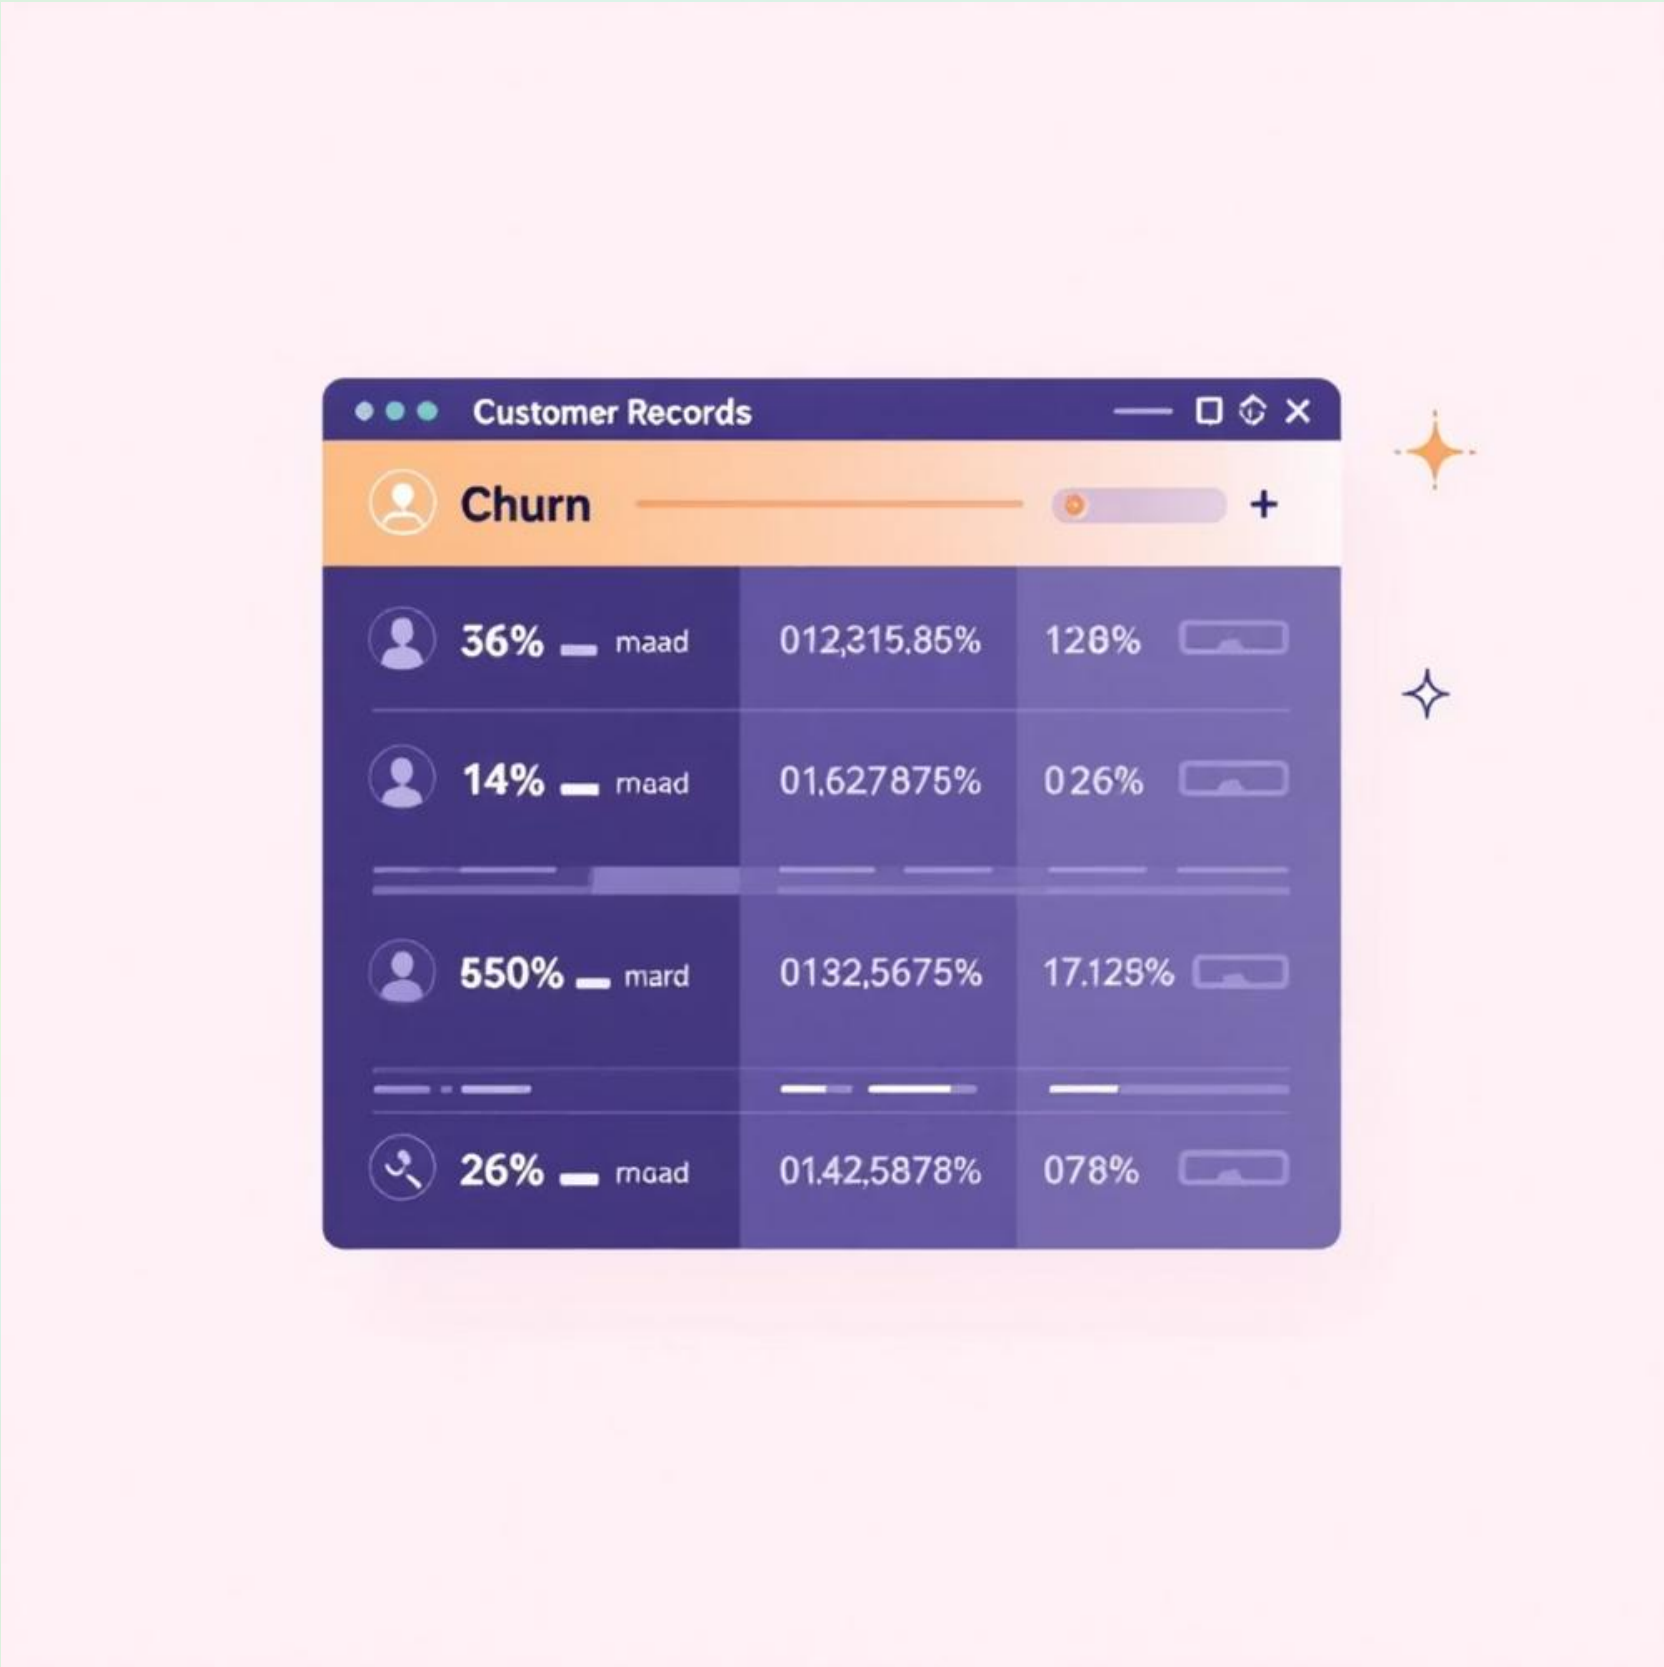 Customer Records
Churn
36% maad 012,315.85% 128%
14% maad 01,627875% 026%
550% mard 0132,5675% 17.125%
26% maad 01.42,5878% 078%